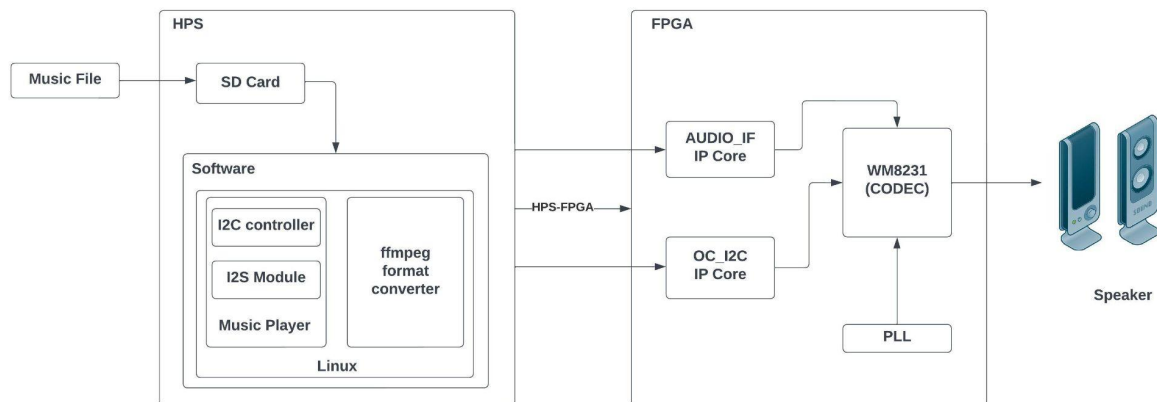 HPS
FPGA
Music File
SD Card
Software
I2C controller
I2S Module
Music Player
ffmpeg
format
converter
Linux
HPS-FPGA
AUDIO_IF
IP Core
OC_I2C
IP Core
WM8231
(CODEC)
PLL
Speaker